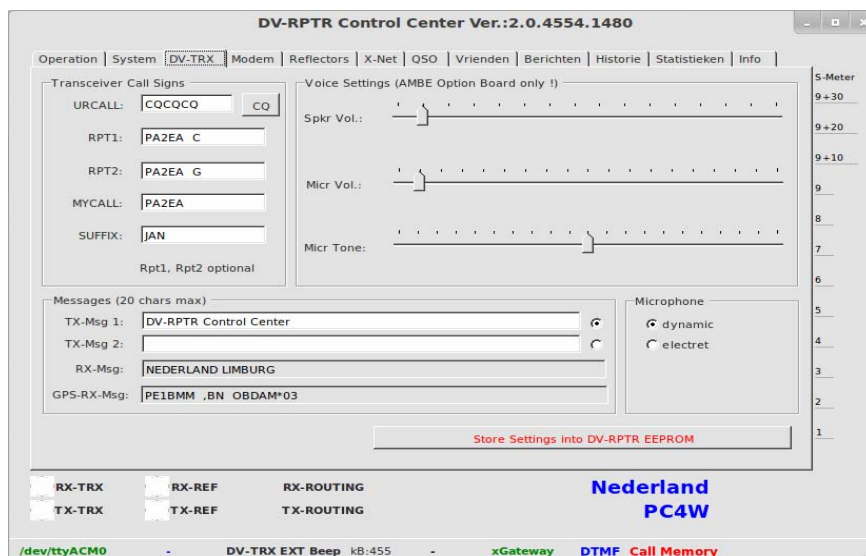 DV-RPTR Control Center Ver.:2.0.4554.1480
Operation System DV-TRX Modem Reflectors X-Net QSO Vrienden Berichten Historie Statistieken Info
S-Meter
Transceiver Call Signs
URCALL: CQCQCQ CQ
RPT1: PA2EA C
RPT2: PA2EA G
MYCALL: PA2EA
SUFFIX: JAN
Rpt1, Rpt2 optional
Voice Settings (AMBE Option Board only !)
Spkr Vol.:
Micr Vol.:
Micr Tone:
9+30
9+20
9+10
9
8
7
6
5
4
3
2
1
Messages (20 chars max)
TX-Msg 1: DV-RPTR Control Center
TX-Msg 2:
RX-Msg: NEDERLAND LIMBURG
GPS-RX-Msg: PE1BMM ,BN OBDAM*03
Microphone
dynamic
electret
Store Settings into DV-RPTR EEPROM
RX-TRX RX-REF RX-ROUTING Nederland
TX-TRX TX-REF TX-ROUTING PC4W
/dev/ttyACM0 - DV-TRX EXT Beep kB:455 - xGateway DTMF Call Memory